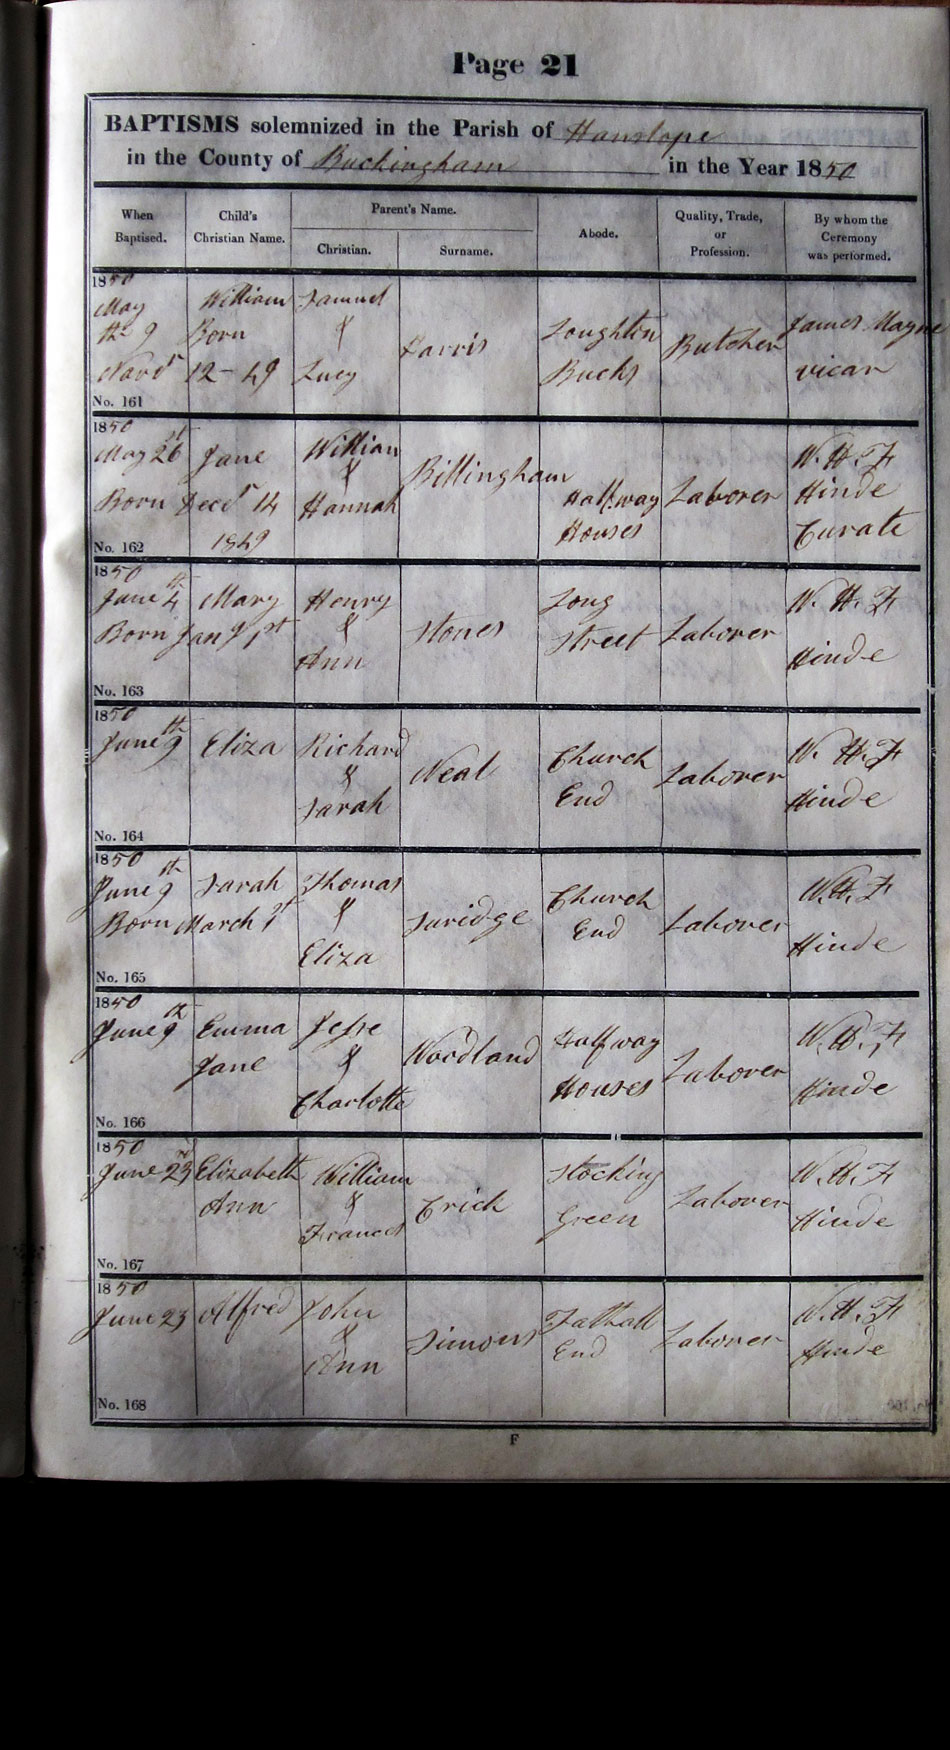 Page 21
BAPTISMS solemnized in the Parish of Hanslope
in the County of Buckingham in the Year 1850
When Baptised.
Child's Christian Name.
Parent's Name.
Christian.
Surname.
Abode.
Quality, Trade, or Profession.
By whom the Ceremony was performed.
1850
May William Samuel James Mayne
th 9 Born & Harris Loughton Butcher
12 - 49 Lucy Bucks vicar
No. 161
1850
May 26 Jane William Billingham W. H. F
Born Decr 14 & Hannah Halfway Laborer Hinde
1849 Houses Curate
No. 162
1850
June 4th Mary Henry Long W. H. F
Born Jany 1st & Stones Street Laborer
Ann Hinde
No. 163
1850
June 9th Eliza Richard Church W. H. F
& Neal End Laborer
Sarah Hinde
No. 164
1850
June 9th Sarah Thomas Church W. H. F
Born March 1st & End Laborer
Eliza Hinde
No. 165
1850
June 9th Emma Jesse Woodland Halfway W. H. F
Jane & Houses Laborer
Charlotte Hinde
No. 166
1850
June 23rd Elizabeth William Stocking W. H. F
Ann & Crick Green Laborer Hinde
Frances
No. 167
1850
June 23 Alfred John Tathall W. H. F
& Simons End Laborer Hinde
Ann
No. 168
F